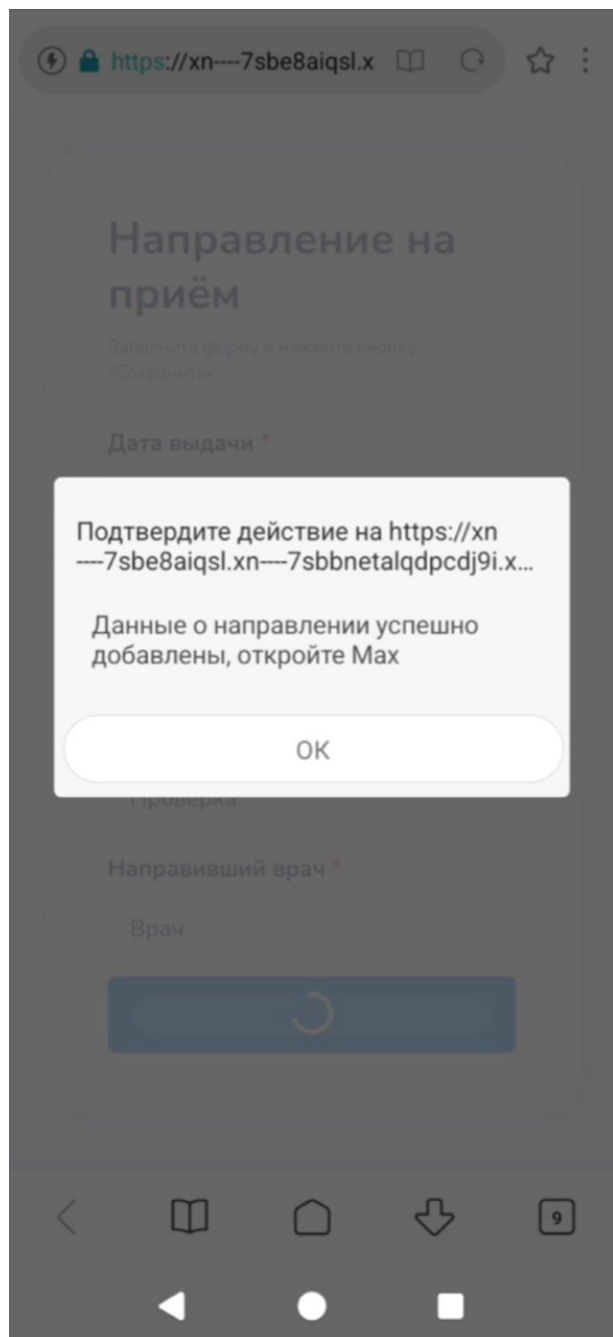 https://xn----7sbe8aiqsl.x
Направление на
приём
Заполните форму и нажмите кнопку
«Сохранить»
Дата выдачи *
Подтвердите действие на https://xn
----7sbe8aiqsl.xn----7sbbnetalqdpcdj9i.x...
Данные о направлении успешно
добавлены, откройте Max
ОК
Проверка
Направивший врач *
Врач
9